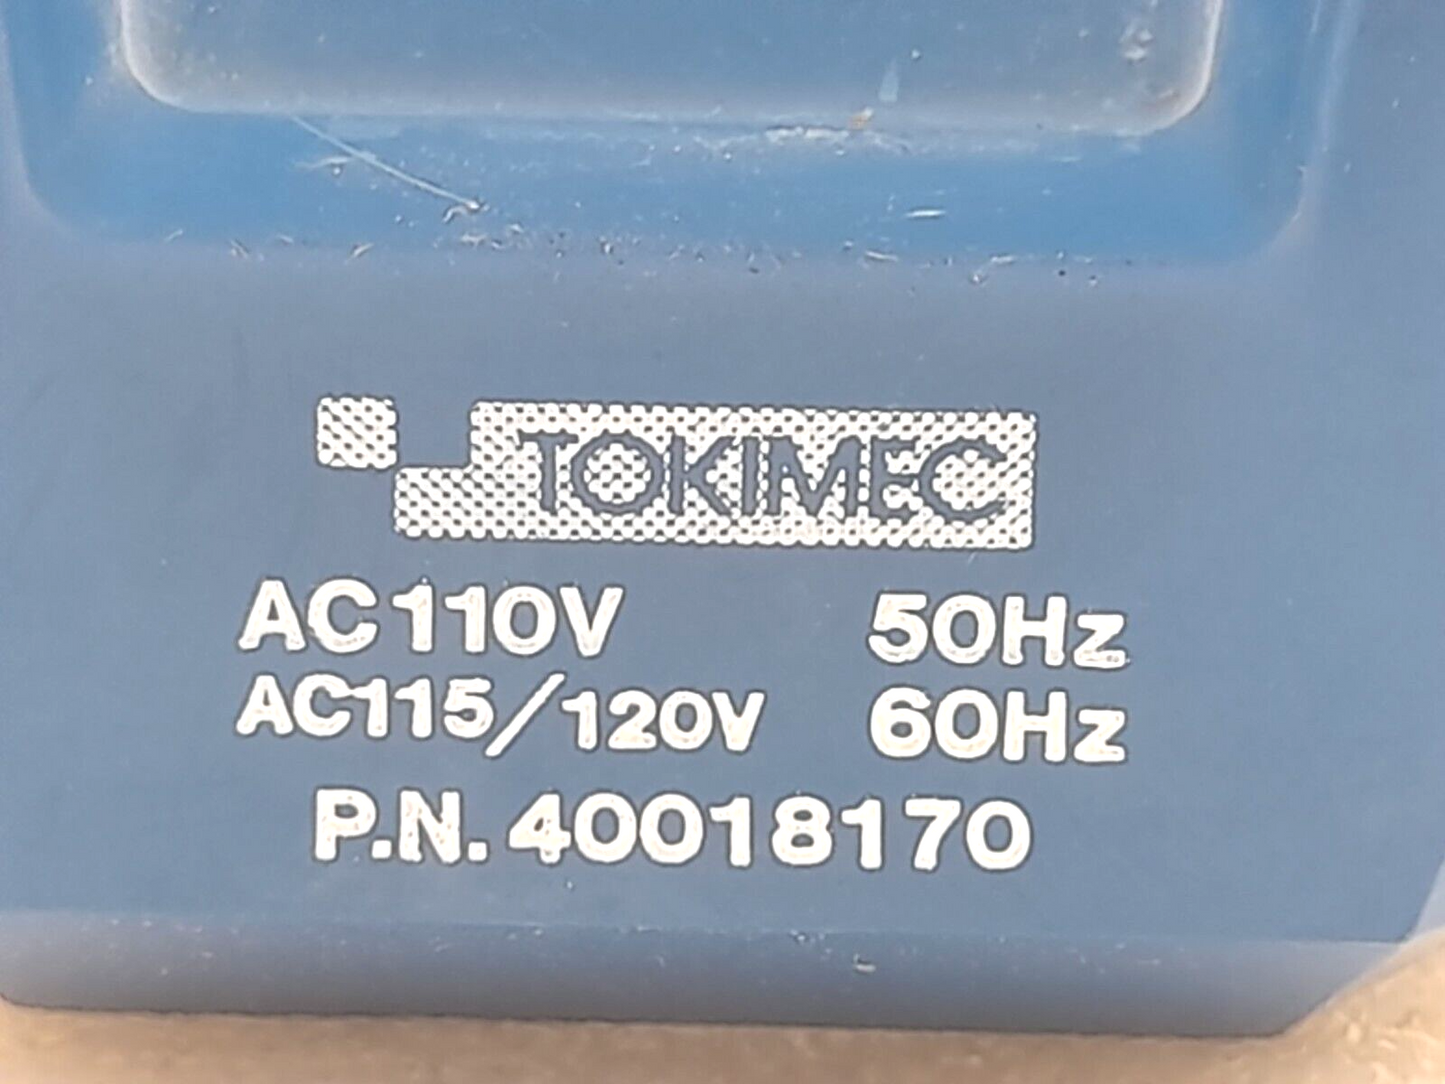 TOKIMEC
AC110V 50Hz
AC115/120V 60Hz
P.N. 40018170